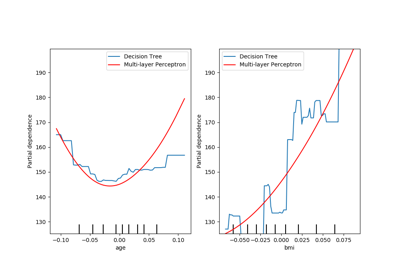 Decision Tree
Multi-layer Perceptron
Partial dependence
190
180
170
160
150
140
130
−0.10 −0.05 0.00 0.05 0.10
age
Decision Tree
Multi-layer Perceptron
Partial dependence
190
180
170
160
150
140
130
−0.050 −0.025 0.000 0.025 0.050 0.075
bmi